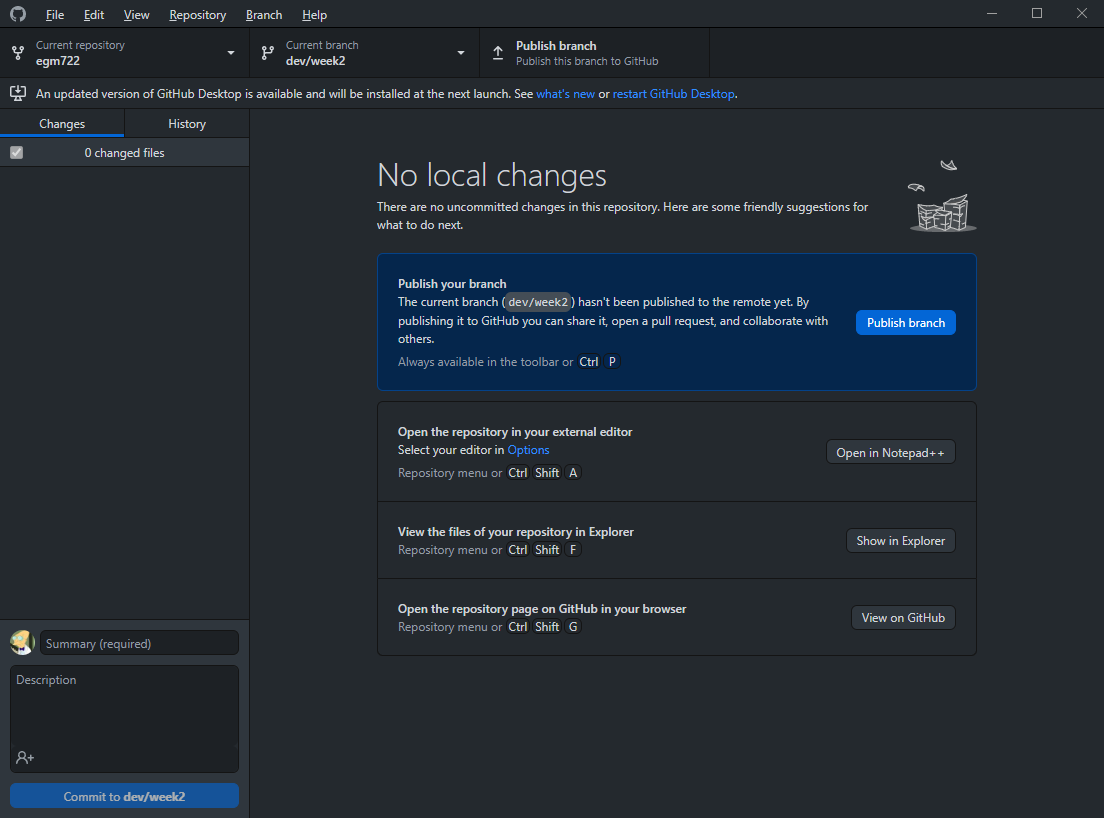 File Edit View Repository Branch Help
Current repository
egm722
Current branch
dev/week2
Publish branch
Publish this branch to GitHub
An updated version of GitHub Desktop is available and will be installed at the next launch. See what's new or restart GitHub Desktop.
Changes
History
0 changed files
No local changes
There are no uncommitted changes in this repository. Here are some friendly suggestions for
what to do next.
Publish your branch
The current branch (dev/week2) hasn't been published to the remote yet. By
publishing it to GitHub you can share it, open a pull request, and collaborate with
others.
Always available in the toolbar or Ctrl P
Publish branch
Open the repository in your external editor
Select your editor in Options
Repository menu or Ctrl Shift A
Open in Notepad++
View the files of your repository in Explorer
Repository menu or Ctrl Shift F
Show in Explorer
Open the repository page on GitHub in your browser
Repository menu or Ctrl Shift G
View on GitHub
Summary (required)
Description
Commit to dev/week2